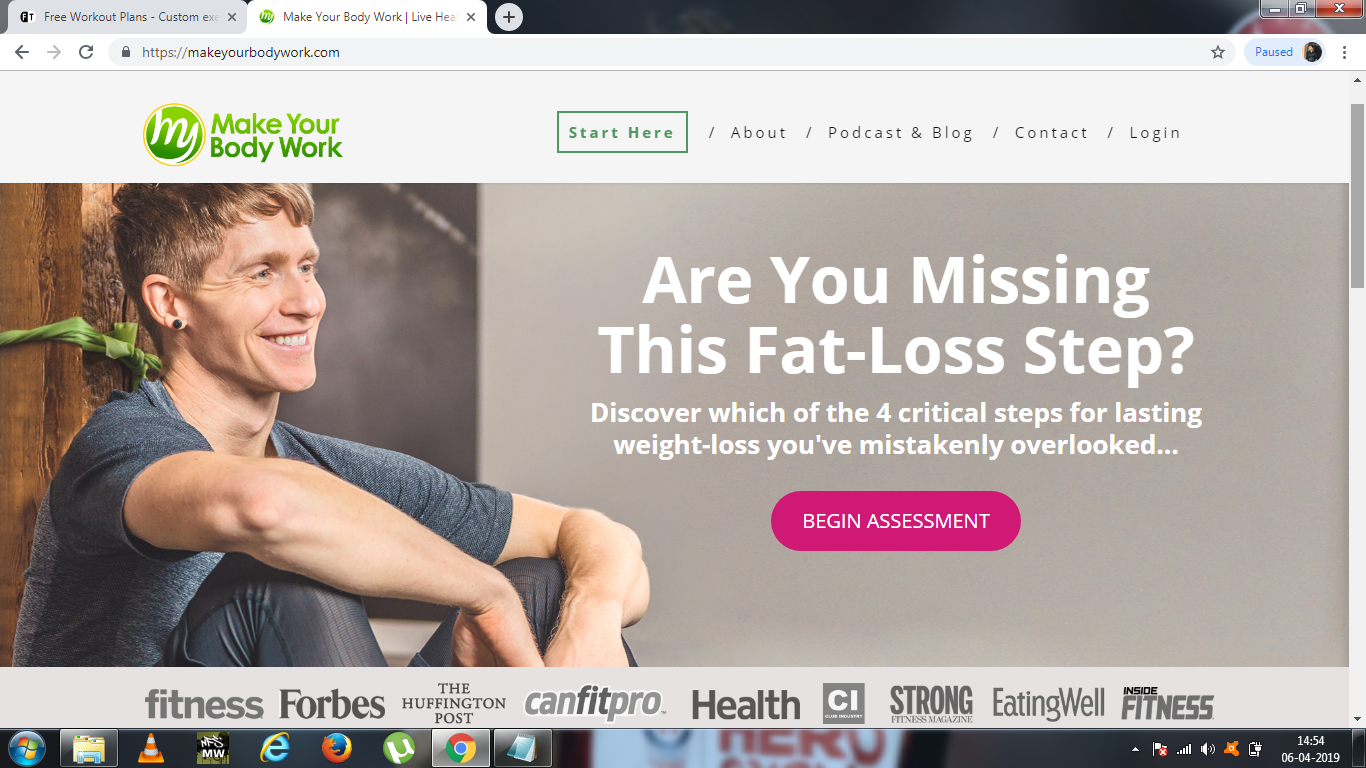 Free Workout Plans - Custom exe
Make Your Body Work | Live Heal
https://makeyourbodywork.com
Paused
my
Make Your
Body Work
Start Here / About / Podcast & Blog / Contact / Login
Are You Missing
This Fat-Loss Step?
Discover which of the 4 critical steps for lasting
weight-loss you've mistakenly overlooked...
BEGIN ASSESSMENT
fitness
Forbes
THE
HUFFINGTON
POST
canfitpro
Health
CI
CLUB INDUSTRY
STRONG
FITNESS MAGAZINE
EatingWell
INSIDE
FITNESS
NFS
MW
14:54
06-04-2019